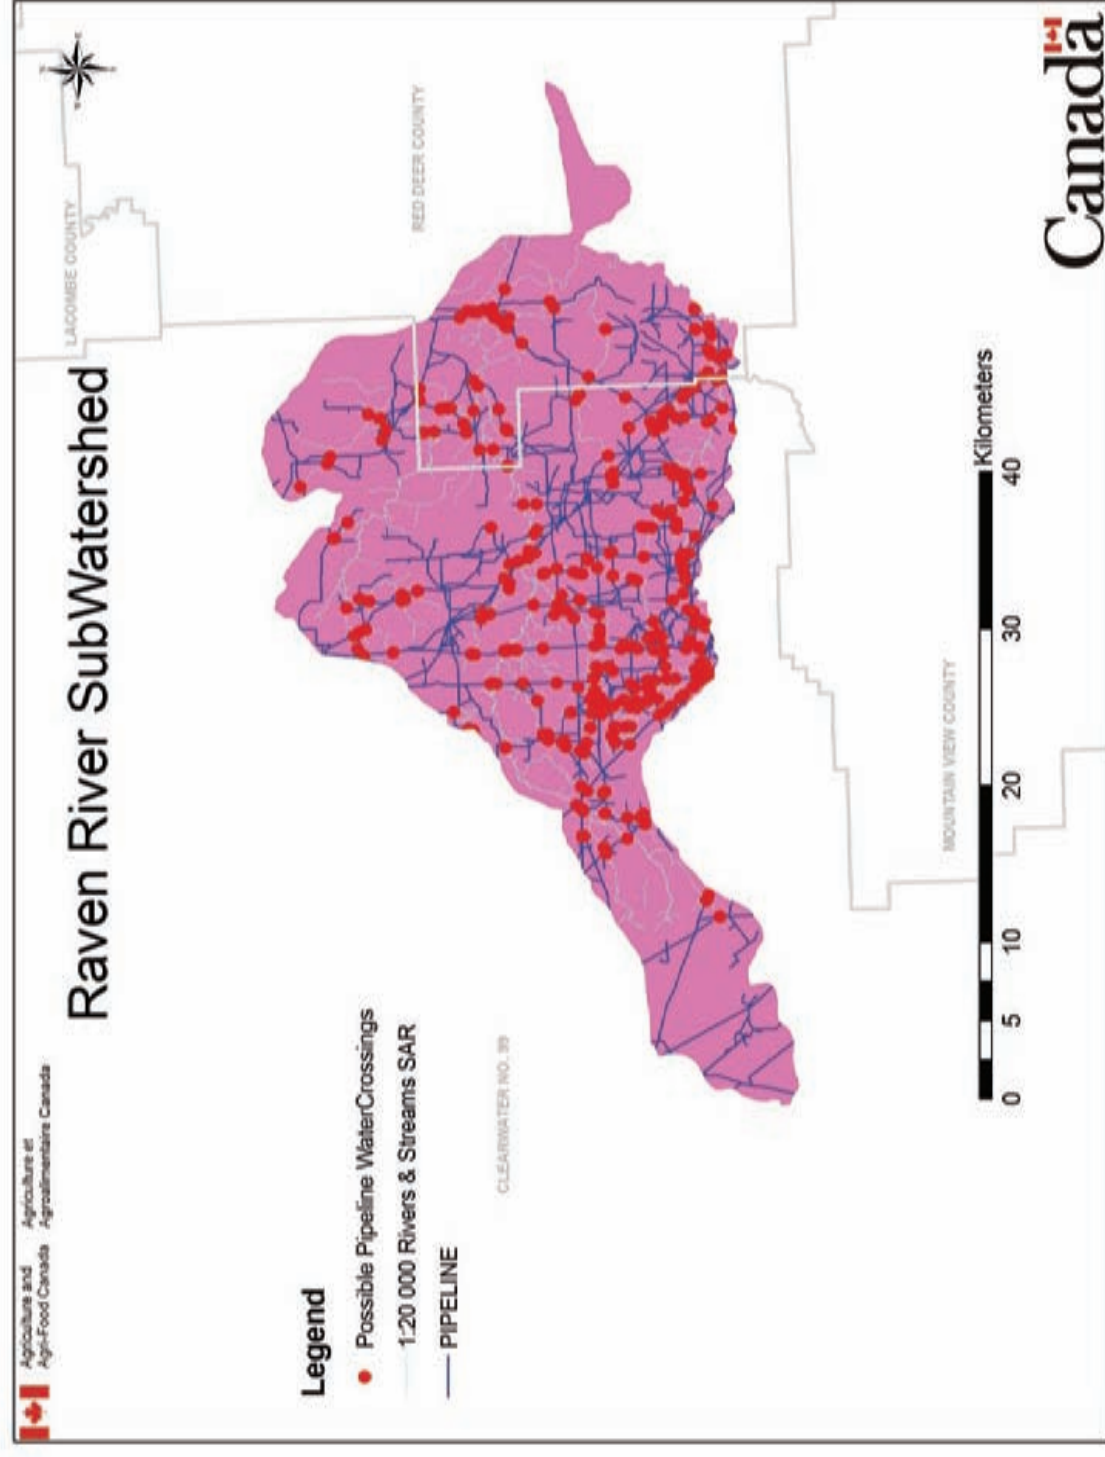 Agriculture and Agriculture et
Agri-Food Canada Agroalimentaire Canada
Raven River SubWatershed
LACOMBE COUNTY
RED DEER COUNTY
Legend
Possible Pipeline WaterCrossings
1:20 000 Rivers & Streams SAR
PIPELINE
CLEARWATER NO. 99
MOUNTAIN VIEW COUNTY
0 5 10 20 30 40
Kilometers
Canada